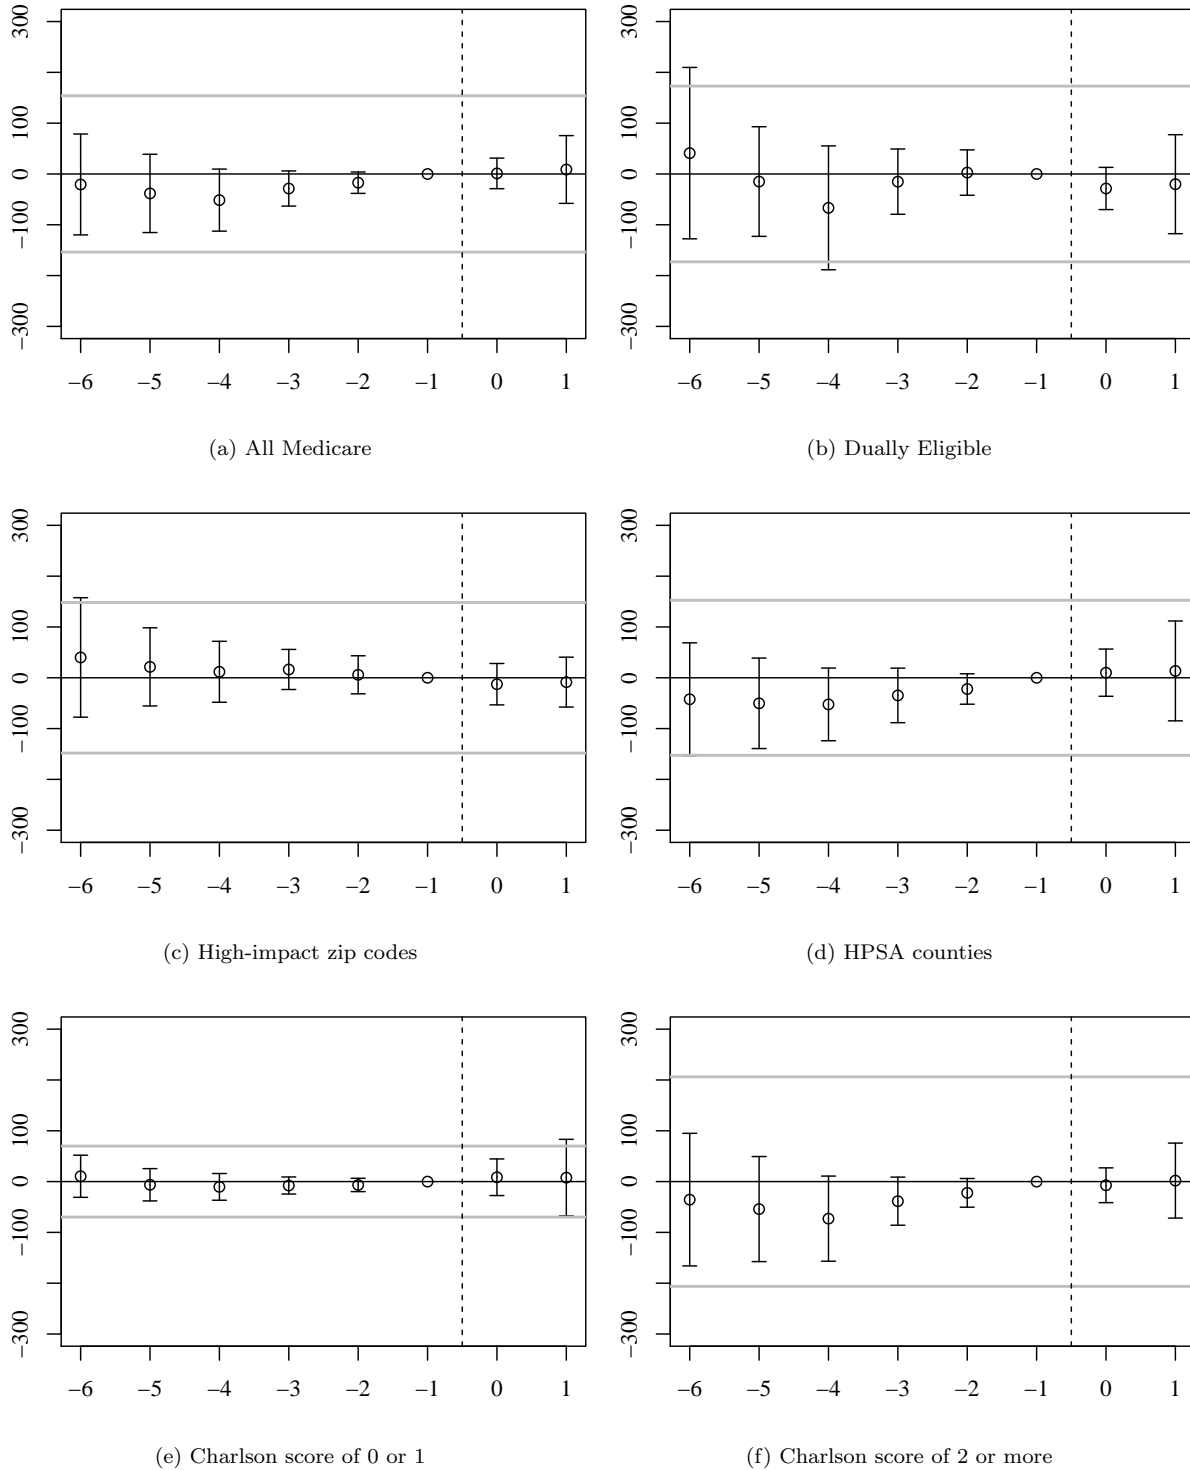 300
100
0
−100
−300
−6 −5 −4 −3 −2 −1 0 1
(a) All Medicare
300
100
0
−100
−300
−6 −5 −4 −3 −2 −1 0 1
(b) Dually Eligible
300
100
0
−100
−300
−6 −5 −4 −3 −2 −1 0 1
(c) High-impact zip codes
300
100
0
−100
−300
−6 −5 −4 −3 −2 −1 0 1
(d) HPSA counties
300
100
0
−100
−300
−6 −5 −4 −3 −2 −1 0 1
(e) Charlson score of 0 or 1
300
100
0
−100
−300
−6 −5 −4 −3 −2 −1 0 1
(f) Charlson score of 2 or more